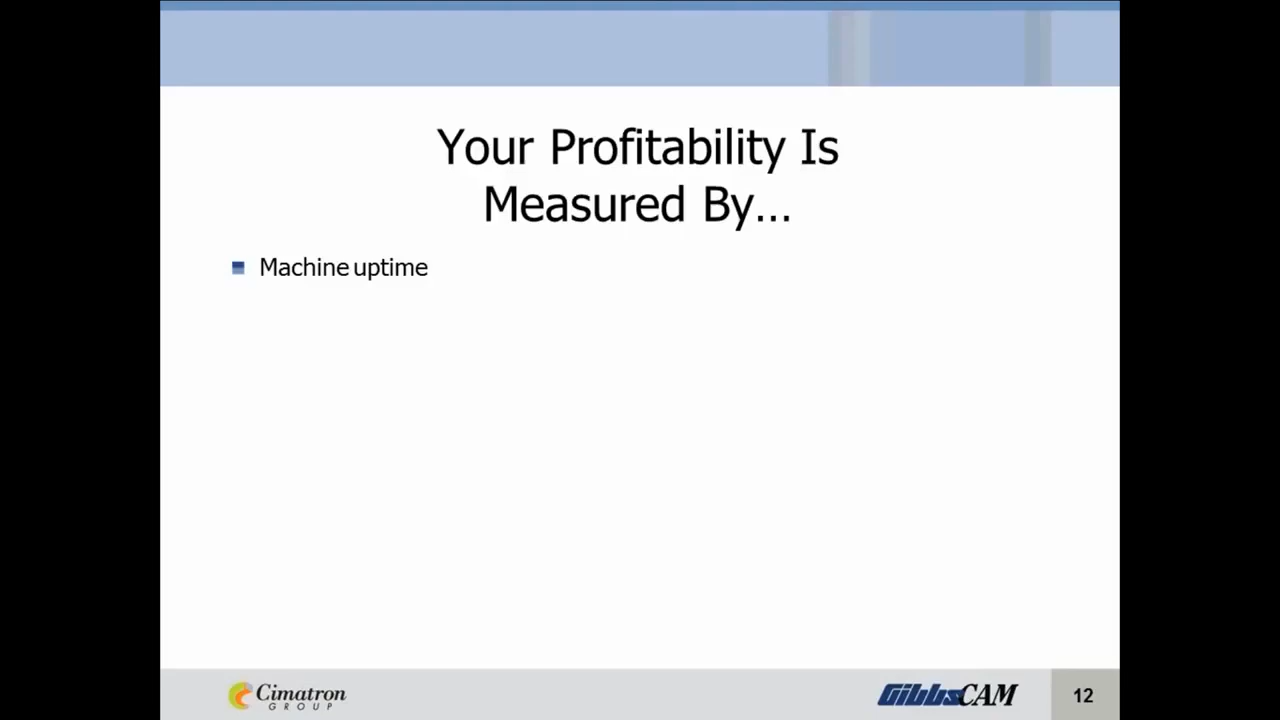 Your Profitability Is
Measured By...
Machine uptime
Cimatron
GROUP
GibbsCAM
12